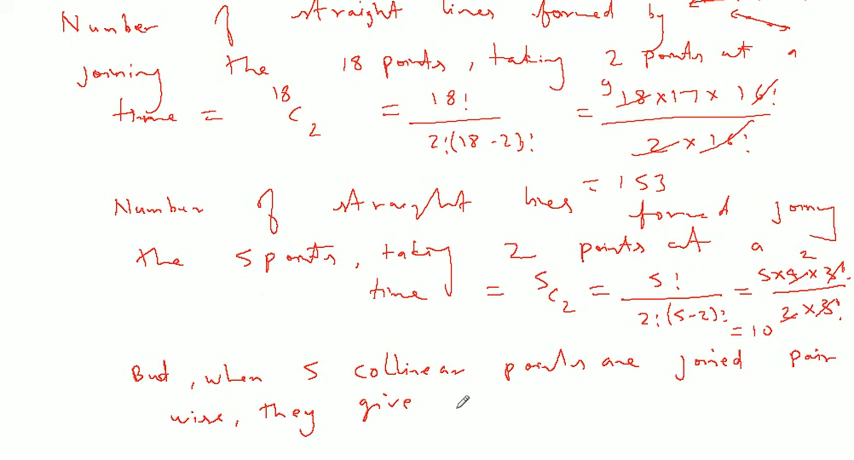 Number of straight lines formed by
joining the 18 points, taking 2 points at a
time = ¹⁸C₂ = 18! / 2!(18-2)! = 9 18×17×16! / 2×16!
= 153
Number of straight lines formed joining
the 5 points, taking 2 points at a
time = ⁵C₂ = 5! / 2!(5-2)! = 5×4×3! / 2×3! 2
= 10
But, when 5 collinear points are joined pair
wise, they give